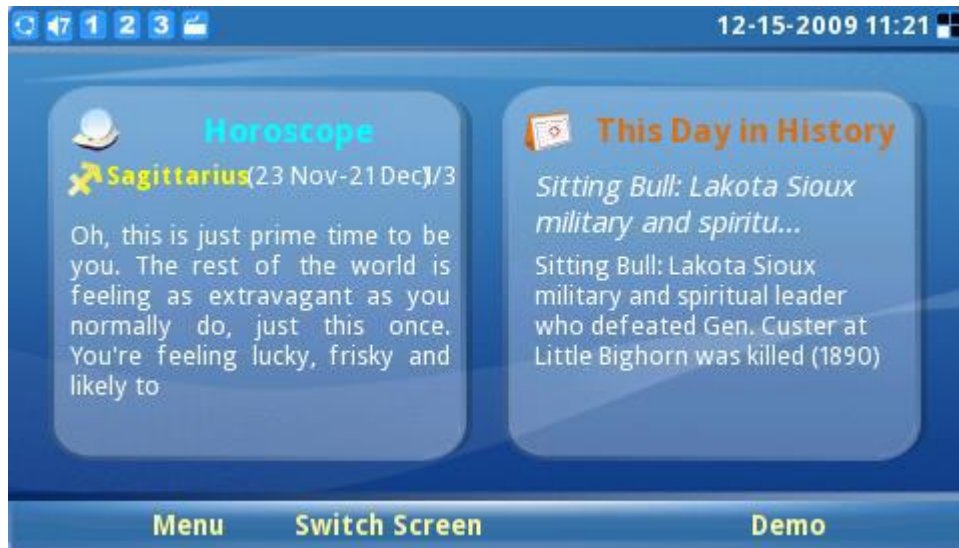 7 1 2 3 12-15-2009 11:21
Horoscope
Sagittarius(23 Nov-21Dec)1/3
Oh, this is just prime time to be
you. The rest of the world is
feeling as extravagant as you
normally do, just this once.
You're feeling lucky, frisky and
likely to
This Day in History
Sitting Bull: Lakota Sioux
military and spiritu...
Sitting Bull: Lakota Sioux
military and spiritual leader
who defeated Gen. Custer at
Little Bighorn was killed (1890)
Menu Switch Screen Demo